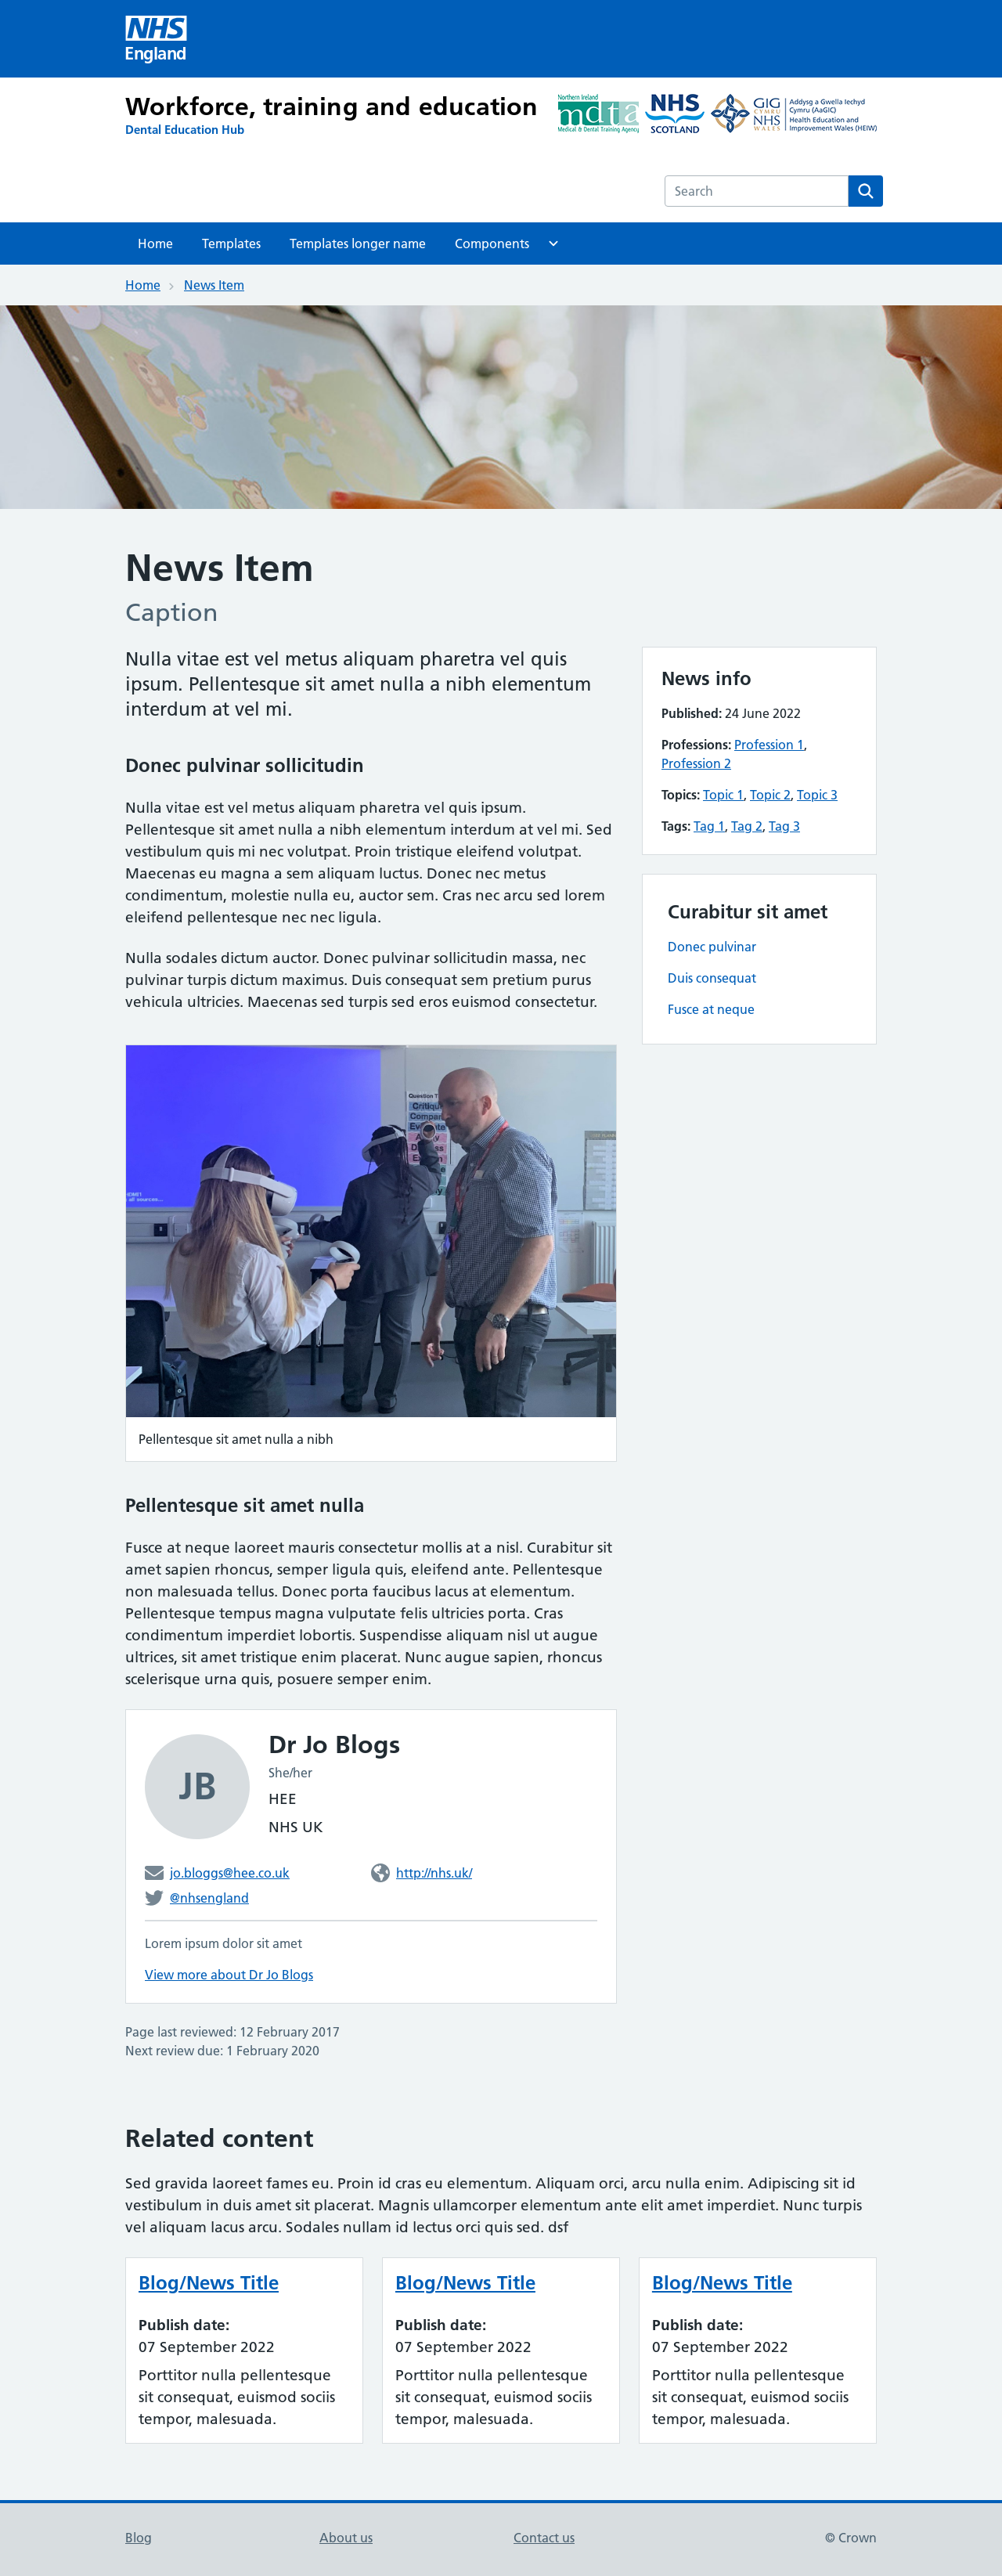 NHS
England
Workforce, training and education
Dental Education Hub
Northern Ireland
mdta
Medical & Dental Training Agency
NHS
SCOTLAND
GIG
CYMRU
NHS
WALES
Addysg a Gwella Iechyd
Cymru (AaGIC)
Health Education and
Improvement Wales (HEIW)
Search
Home
Templates
Templates longer name
Components
Home
News Item
News Item
Caption
Nulla vitae est vel metus aliquam pharetra vel quis
ipsum. Pellentesque sit amet nulla a nibh elementum
interdum at vel mi.
Donec pulvinar sollicitudin
Nulla vitae est vel metus aliquam pharetra vel quis ipsum.
Pellentesque sit amet nulla a nibh elementum interdum at vel mi. Sed
vestibulum quis mi nec volutpat. Proin tristique eleifend volutpat.
Maecenas eu magna a sem aliquam luctus. Donec nec metus
condimentum, molestie nulla eu, auctor sem. Cras nec arcu sed lorem
eleifend pellentesque nec nec ligula.
Nulla sodales dictum auctor. Donec pulvinar sollicitudin massa, nec
pulvinar turpis dictum maximus. Duis consequat sem pretium purus
vehicula ultricies. Maecenas sed turpis sed eros euismod consectetur.
News info
Published: 24 June 2022
Professions: Profession 1,
Profession 2
Topics: Topic 1, Topic 2, Topic 3
Tags: Tag 1, Tag 2, Tag 3
Curabitur sit amet
Donec pulvinar
Duis consequat
Fusce at neque
Question
Pellentesque sit amet nulla a nibh
Pellentesque sit amet nulla
Fusce at neque laoreet mauris consectetur mollis at a nisl. Curabitur sit
amet sapien rhoncus, semper ligula quis, eleifend ante. Pellentesque
non malesuada tellus. Donec porta faucibus lacus at elementum.
Pellentesque tempus magna vulputate felis ultricies porta. Cras
condimentum imperdiet lobortis. Suspendisse aliquam nisl ut augue
ultrices, sit amet tristique enim placerat. Nunc augue sapien, rhoncus
scelerisque urna quis, posuere semper enim.
JB
Dr Jo Blogs
She/her
HEE
NHS UK
jo.bloggs@hee.co.uk
http://nhs.uk/
@nhsengland
Lorem ipsum dolor sit amet
View more about Dr Jo Blogs
Page last reviewed: 12 February 2017
Next review due: 1 February 2020
Related content
Sed gravida laoreet fames eu. Proin id cras eu elementum. Aliquam orci, arcu nulla enim. Adipiscing sit id
vestibulum in duis amet sit placerat. Magnis ullamcorper elementum ante elit amet imperdiet. Nunc turpis
vel aliquam lacus arcu. Sodales nullam id lectus orci quis sed. dsf
Blog/News Title
Publish date:
07 September 2022
Porttitor nulla pellentesque
sit consequat, euismod sociis
tempor, malesuada.
Blog/News Title
Publish date:
07 September 2022
Porttitor nulla pellentesque
sit consequat, euismod sociis
tempor, malesuada.
Blog/News Title
Publish date:
07 September 2022
Porttitor nulla pellentesque
sit consequat, euismod sociis
tempor, malesuada.
Blog
About us
Contact us
© Crown